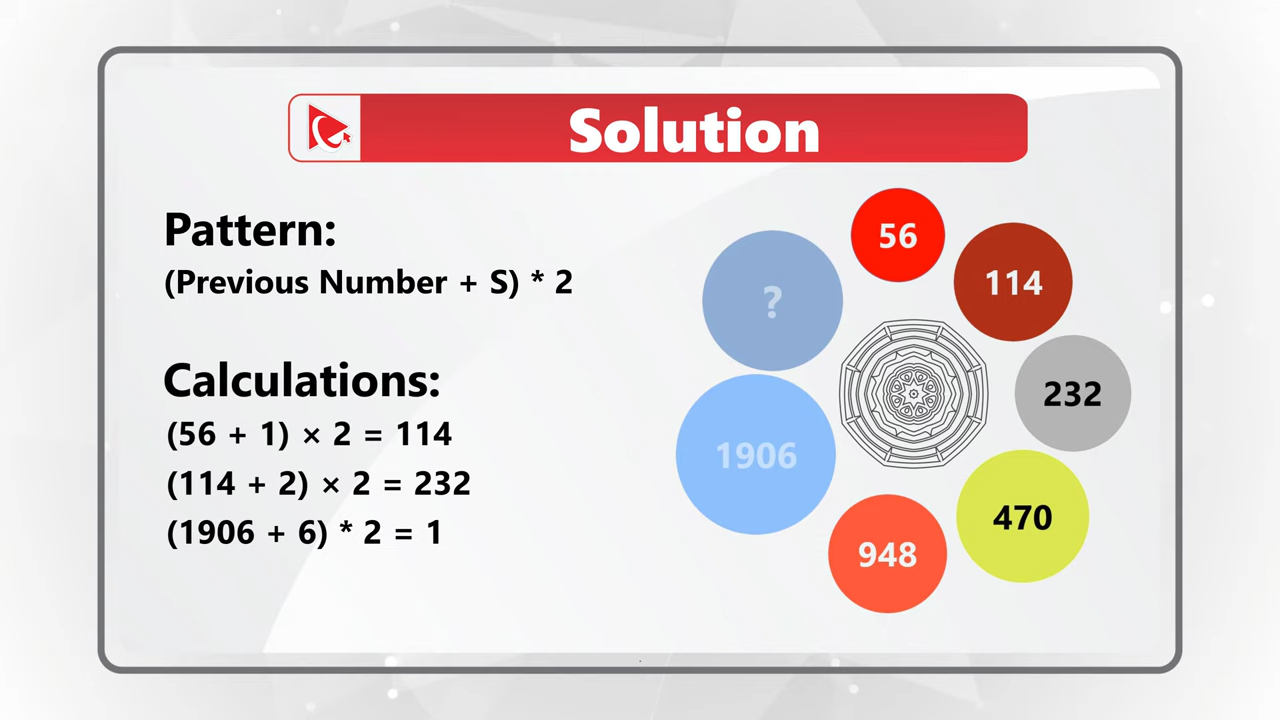 Solution
Pattern:
(Previous Number + S) * 2
Calculations:
(56 + 1) × 2 = 114
(114 + 2) × 2 = 232
(1906 + 6) * 2 = 1
56
114
232
470
948
1906
?